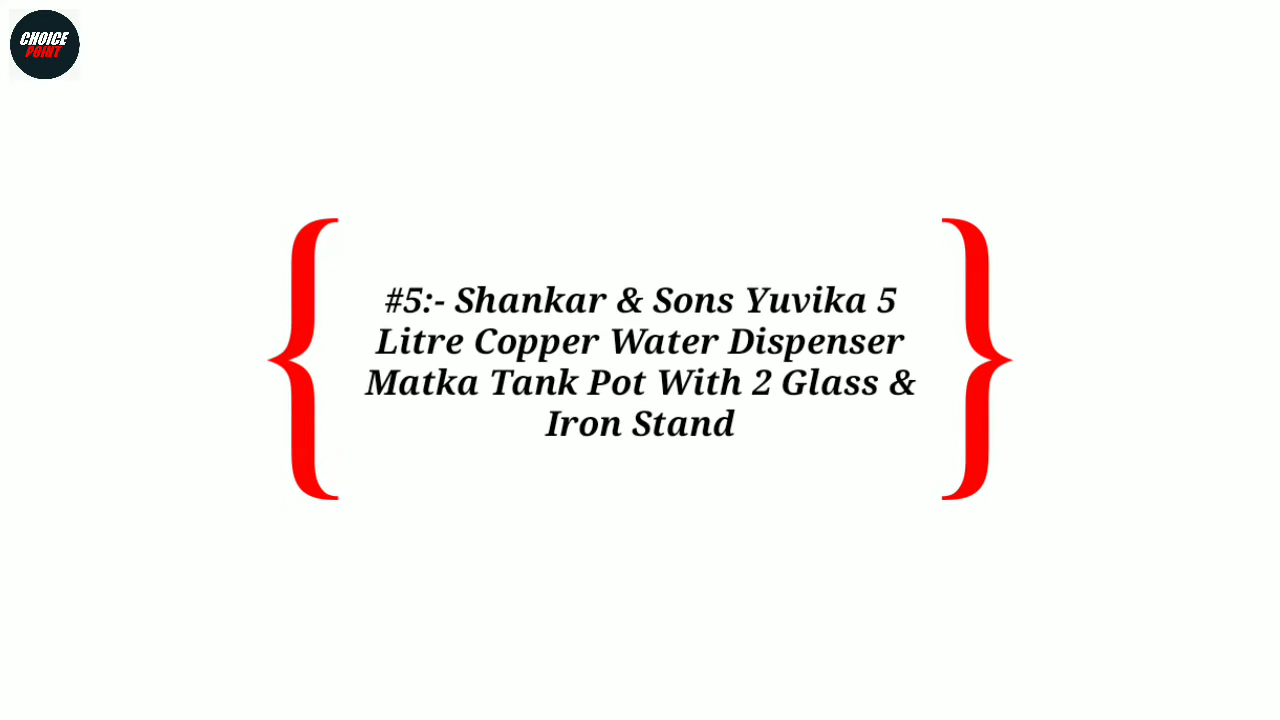 CHOICE
POINT
#5:- Shankar & Sons Yuvika 5
Litre Copper Water Dispenser
Matka Tank Pot With 2 Glass &
Iron Stand